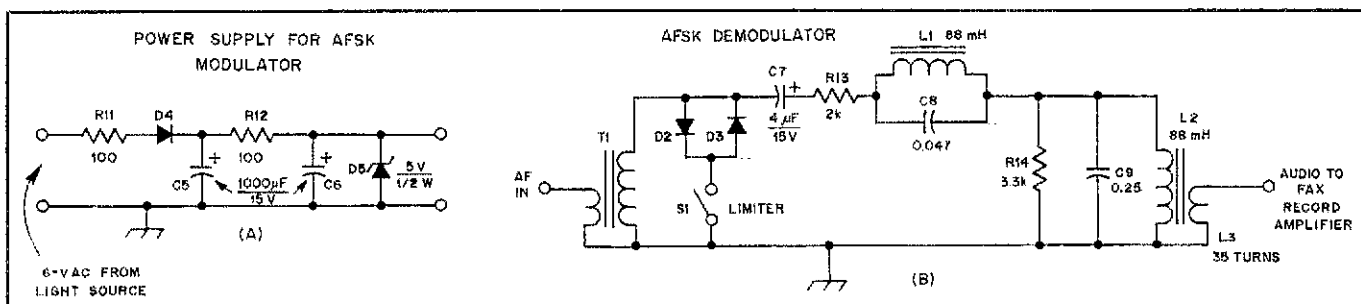 POWER SUPPLY FOR AFSK
MODULATOR
R11
100
D4
R12
100
+
C5
1000µF
15V
+
C6
D5
5V
1/2 W
(A)
6-VAC FROM
LIGHT SOURCE
AFSK DEMODULATOR
AF
IN
T1
D2
D3
S1
LIMITER
C7
+
4µF
15V
R13
2k
L1 88 mH
C8
0.047
R14
3.3k
C9
0.25
L2
88 mH
L3
35 TURNS
AUDIO TO
FAX
RECORD
AMPLIFIER
(B)